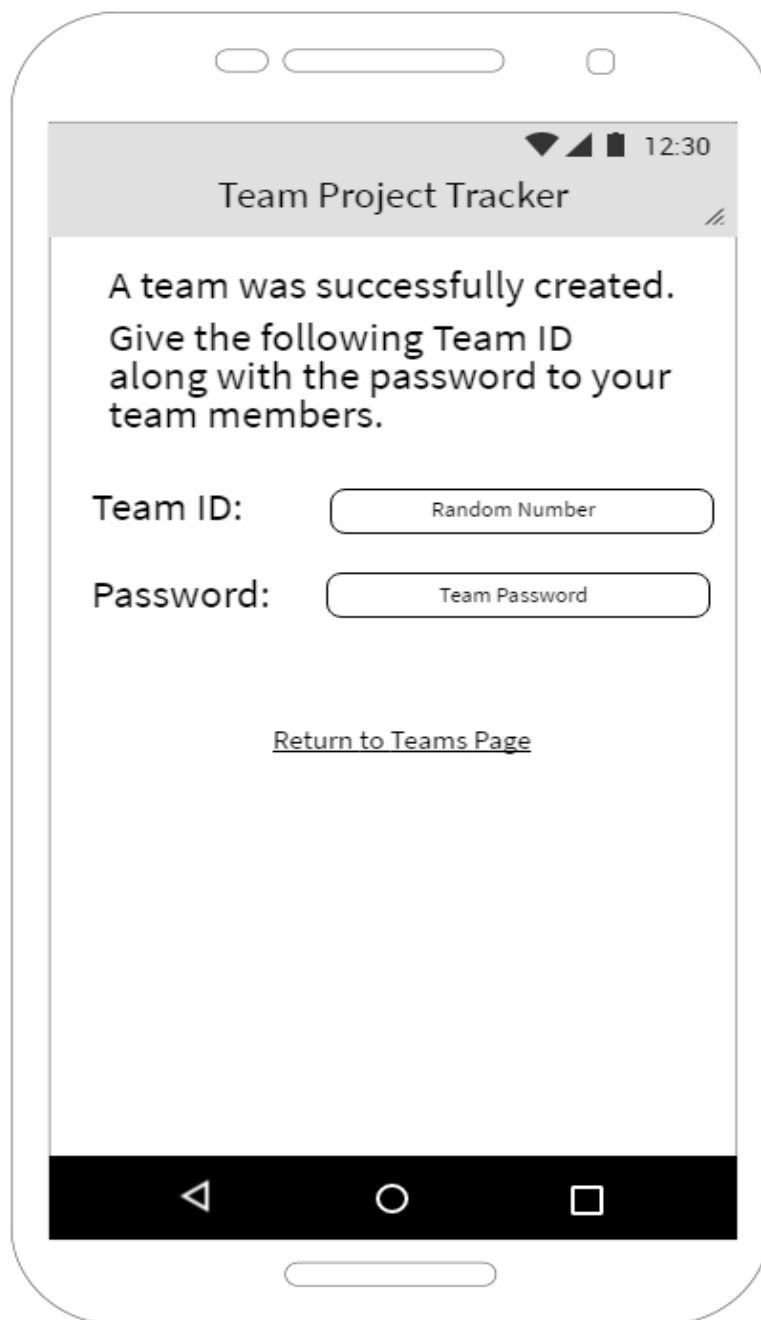 12:30
Team Project Tracker
A team was successfully created.
Give the following Team ID
along with the password to your
team members.
Team ID: Random Number
Password: Team Password
Return to Teams Page